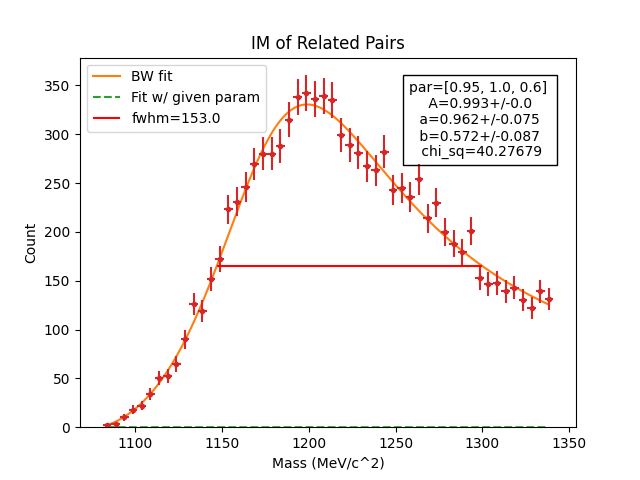 IM of Related Pairs
BW fit
Fit w/ given param
fwhm=153.0
par=[0.95, 1.0, 0.6]
A=0.993+/-0.0
a=0.962+/-0.075
b=0.572+/-0.087
chi_sq=40.27679
Count
350
300
250
200
150
100
50
0
1100
1150
1200
1250
1300
1350
Mass (MeV/c^2)